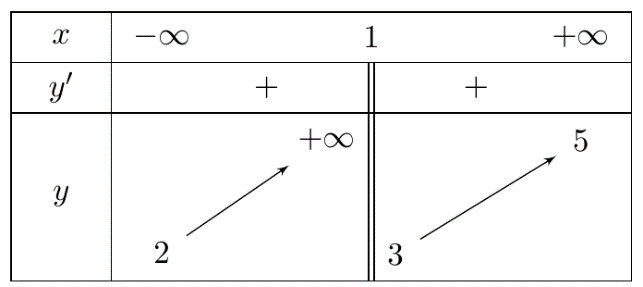 x −∞ 1 +∞
y′ + +
+∞ 5
y
2 3